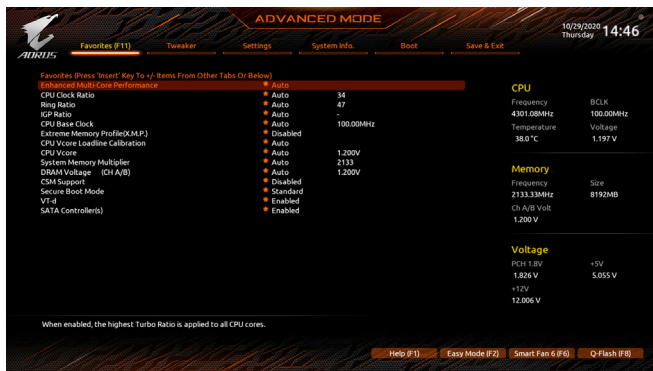 ADVANCED MODE
10/29/2020
Thursday 14:46
AORUS
Favorites (F11) Tweaker Settings System Info. Boot Save & Exit
Favorites (Press 'Insert' Key To +/- Items From Other Tabs Or Below)
Enhanced Multi-Core Performance Auto
CPU Clock Ratio Auto 34
Ring Ratio Auto 47
IGP Ratio Auto -
CPU Base Clock Auto 100.00MHz
Extreme Memory Profile(X.M.P.) Disabled
CPU Vcore Loadline Calibration Auto
CPU Vcore Auto 1.200V
System Memory Multiplier Auto 2133
DRAM Voltage (CH A/B) Auto 1.200V
CSM Support Disabled
Secure Boot Mode Standard
VT-d Enabled
SATA Controller(s) Enabled
CPU
Frequency BCLK
4301.08MHz 100.00MHz
Temperature Voltage
38.0 °C 1.197 V
Memory
Frequency Size
2133.33MHz 8192MB
Ch A/B Volt
1.200 V
Voltage
PCH 1.8V +5V
1.826 V 5.055 V
+12V
12.006 V
When enabled, the highest Turbo Ratio is applied to all CPU cores.
Help (F1) Easy Mode (F2) Smart Fan 6 (F6) Q-Flash (F8)